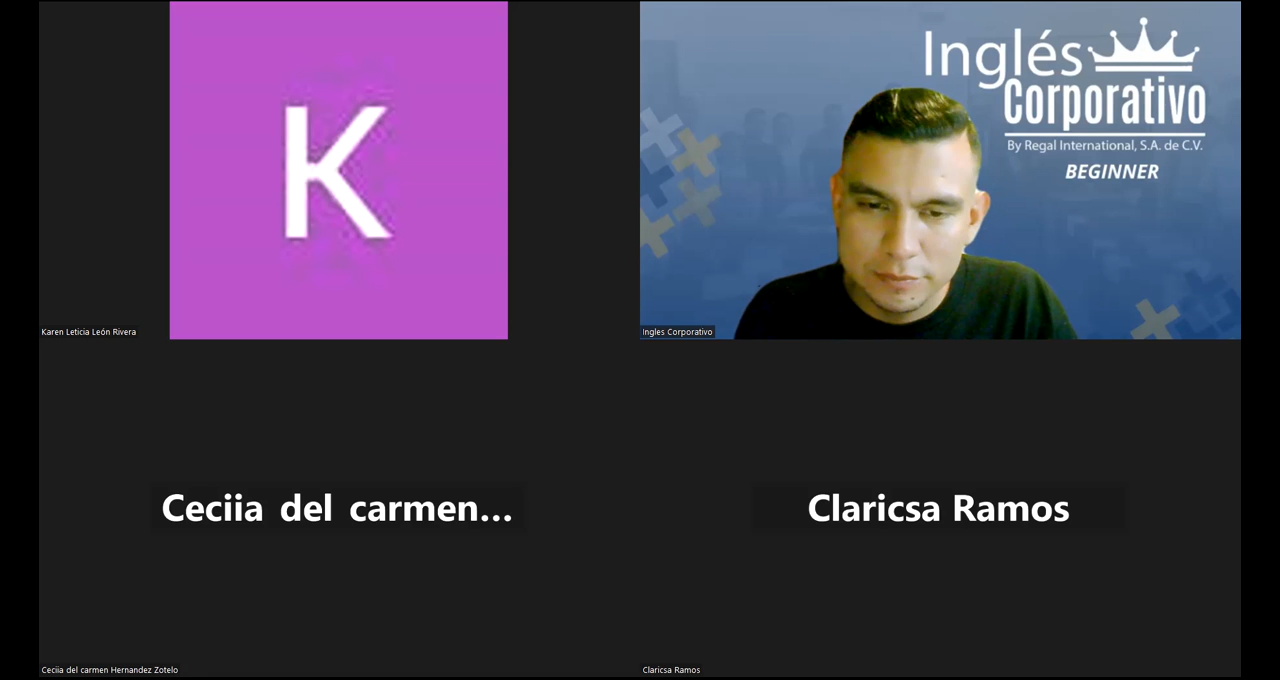 K
Karen Leticia León Rivera
Inglés
Corporativo
By Regal International, S.A. de C.V.
BEGINNER
Ingles Corporativo
Ceciia del carmen...
Ceciia del carmen Hernandez Zotelo
Claricsa Ramos
Claricsa Ramos